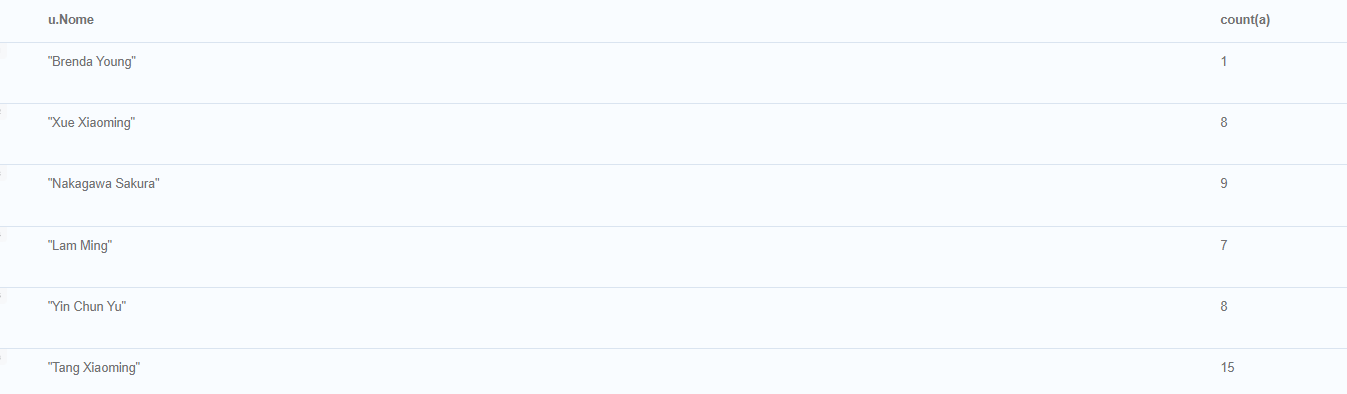 u.Nome count(a)
"Brenda Young" 1
"Xue Xiaoming" 8
"Nakagawa Sakura" 9
"Lam Ming" 7
"Yin Chun Yu" 8
"Tang Xiaoming" 15